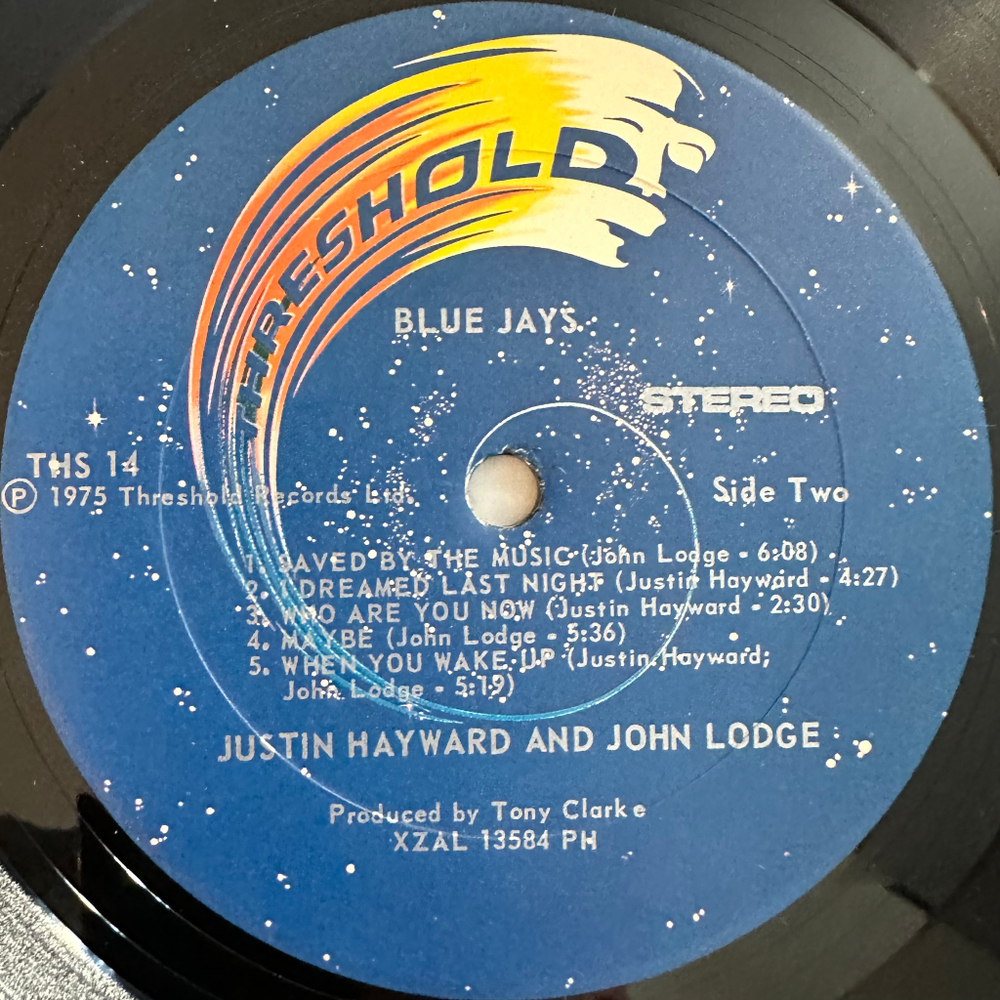 THRESHOLD
BLUE JAYS
STEREO
THS 14
Ⓟ 1975 Threshold Records Ltd.
Side Two
1. SAVED BY THE MUSIC (John Lodge - 6:08)
2. I DREAMED LAST NIGHT (Justin Hayward - 4:27)
3. WHO ARE YOU NOW (Justin Hayward - 2:30)
4. MAYBE (John Lodge - 5:36)
5. WHEN YOU WAKE UP (Justin Hayward;
John Lodge - 5:19)
JUSTIN HAYWARD AND JOHN LODGE
Produced by Tony Clarke
XZAL 13584 PH